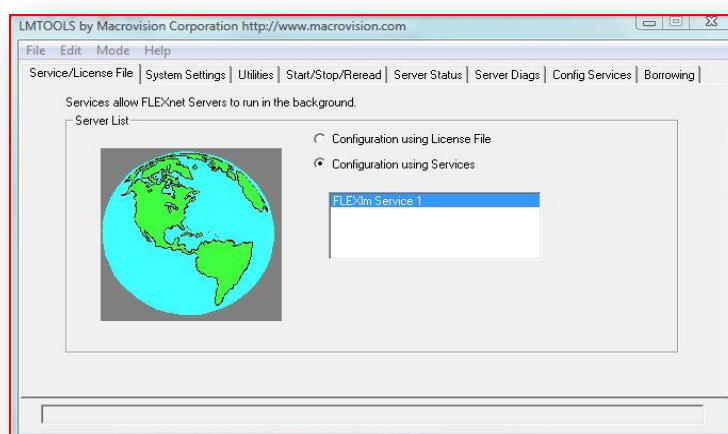 LMTOOLS by Macrovision Corporation http://www.macrovision.com
File Edit Mode Help
Service/License File System Settings Utilities Start/Stop/Reread Server Status Server Diags Config Services Borrowing
Services allow FLEXnet Servers to run in the background.
Server List
Configuration using License File
Configuration using Services
FLEXlm Service 1